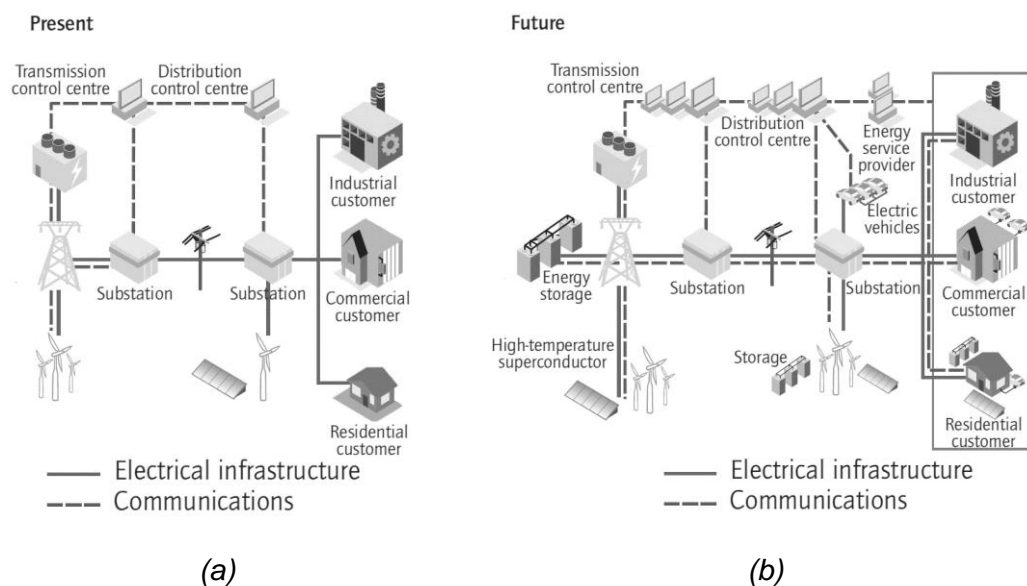 Present
Transmission
control centre
Distribution
control centre
Industrial
customer
Substation
Substation
Commercial
customer
Residential
customer
Electrical infrastructure
Communications
(a)
Future
Transmission
control centre
Distribution
control centre
Energy
service
provider
Industrial
customer
Electric
vehicles
Energy
storage
Substation
Substation
Commercial
customer
High-temperature
superconductor
Storage
Residential
customer
Electrical infrastructure
Communications
(b)